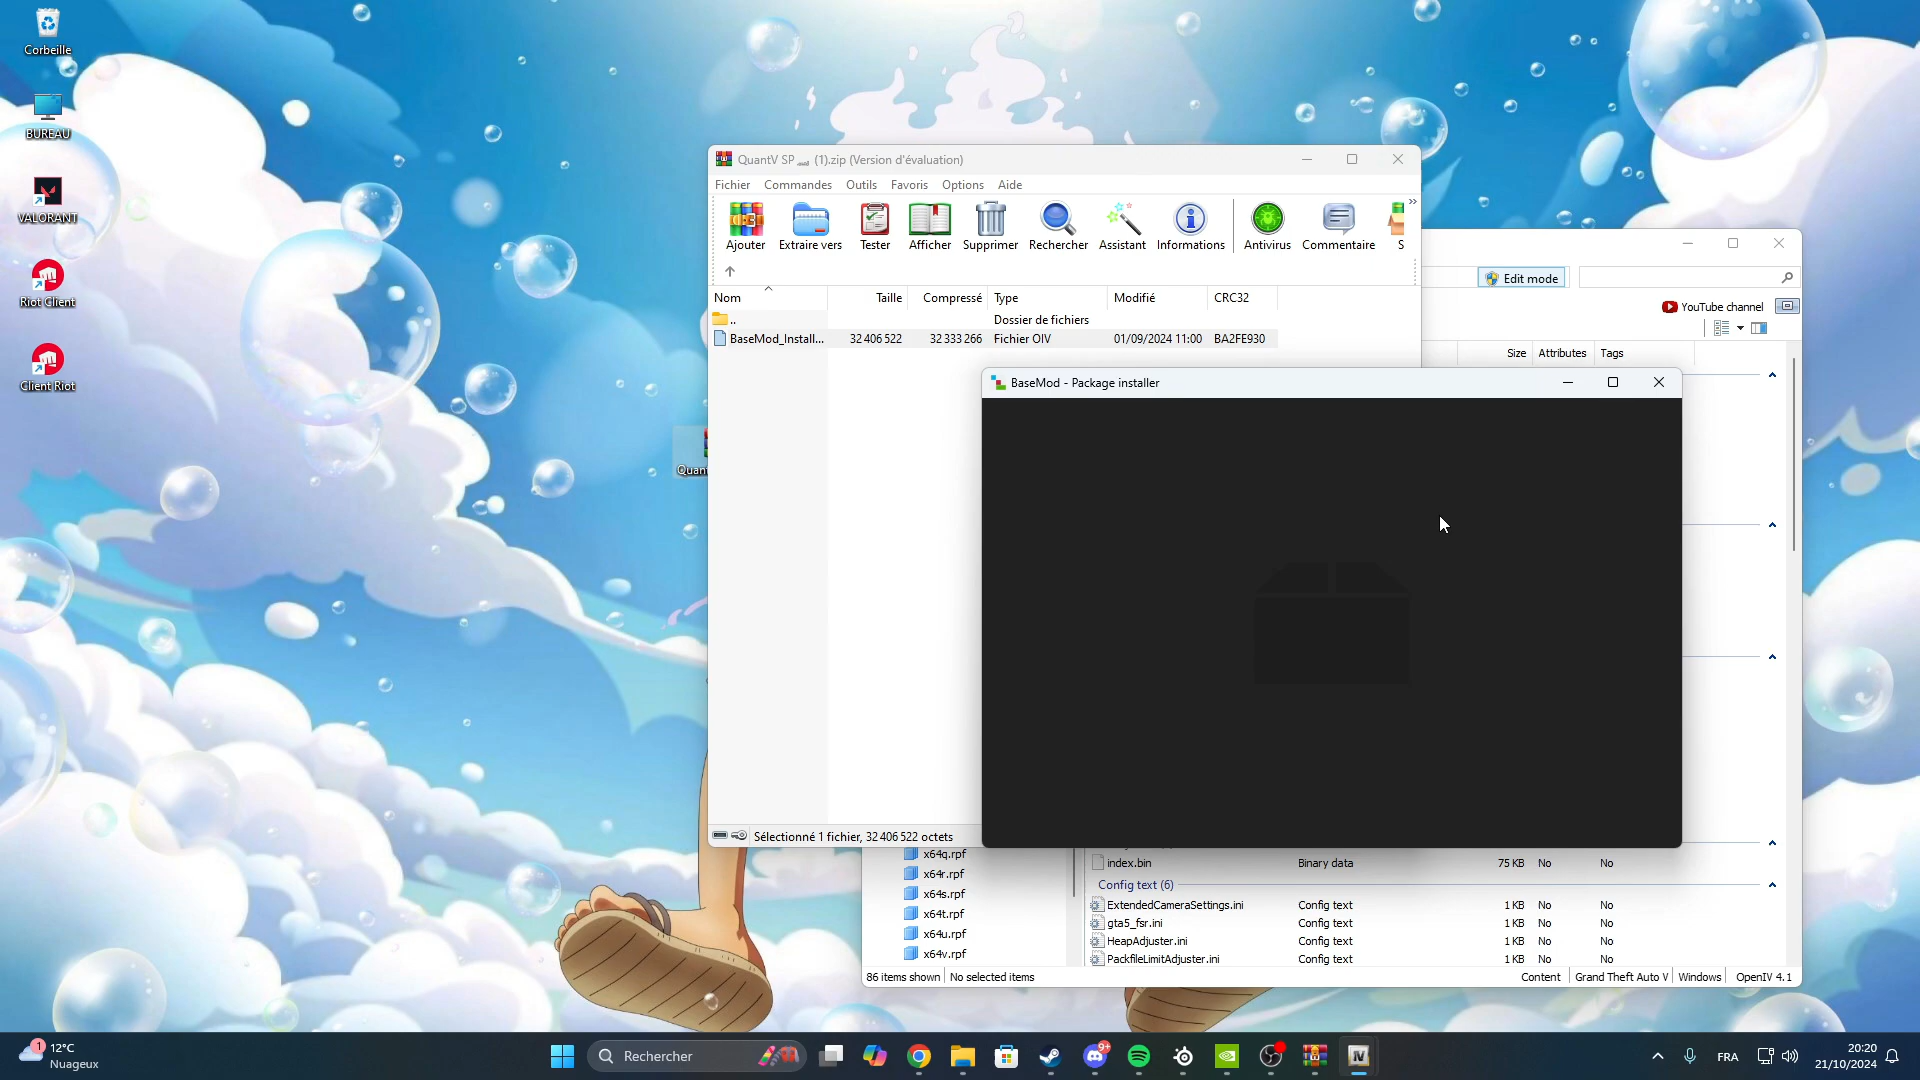 Corbeille
BUREAU
VALORANT
Riot Client
Client Riot
QuantV SP (1).zip (Version d'évaluation)
Fichier Commandes Outils Favoris Options Aide
Ajouter Extraire vers Tester Afficher Supprimer Rechercher Assistant Informations Antivirus Commentaire S
Nom Taille Compressé Type Modifié CRC32
.. Dossier de fichiers
BaseMod_Install... 32 406 522 32 333 266 Fichier OIV 01/09/2024 11:00 BA2FE930
Sélectionné 1 fichier, 32 406 522 octets
Edit mode
YouTube channel
Size Attributes Tags
BaseMod - Package installer
x64q.rpf
x64r.rpf
x64s.rpf
x64t.rpf
x64u.rpf
x64v.rpf
index.bin Binary data 75 KB No No
Config text (6)
ExtendedCameraSettings.ini Config text 1 KB No No
gta5_fsr.ini Config text 1 KB No No
HeapAdjuster.ini Config text 1 KB No No
PackfileLimitAdjuster.ini Config text 1 KB No No
86 items shown No selected items Content Grand Theft Auto V Windows OpenIV 4.1
1
12°C
Nuageux
Rechercher
9+
IV
FRA
20:20
21/10/2024